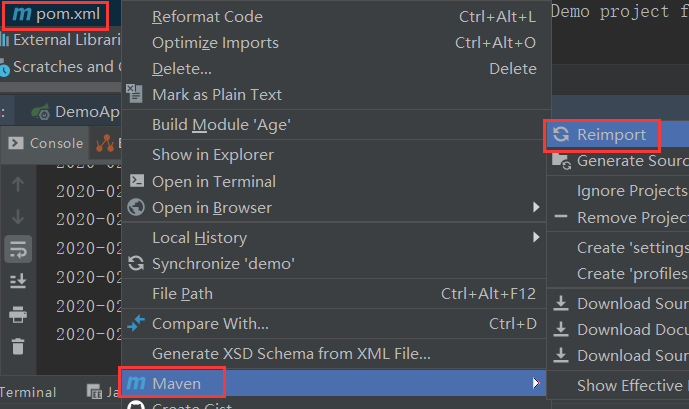 pom.xml
External Librari
Scratches and C
DemoAp
Console
2020-02
2020-02
2020-02
2020-02
2020-02
2020-02
Terminal
Ja
Reformat Code Ctrl+Alt+L
Optimize Imports Ctrl+Alt+O
Delete... Delete
Mark as Plain Text
Build Module 'Age'
Show in Explorer
Open in Terminal
Open in Browser
Local History
Synchronize 'demo'
File Path Ctrl+Alt+F12
Compare With... Ctrl+D
Generate XSD Schema from XML File...
Maven
Create Gist
Demo project f
Reimport
Generate Sourc
Ignore Projects
Remove Projec
Create 'settings
Create 'profiles
Download Sour
Download Docu
Download Sour
Show Effective